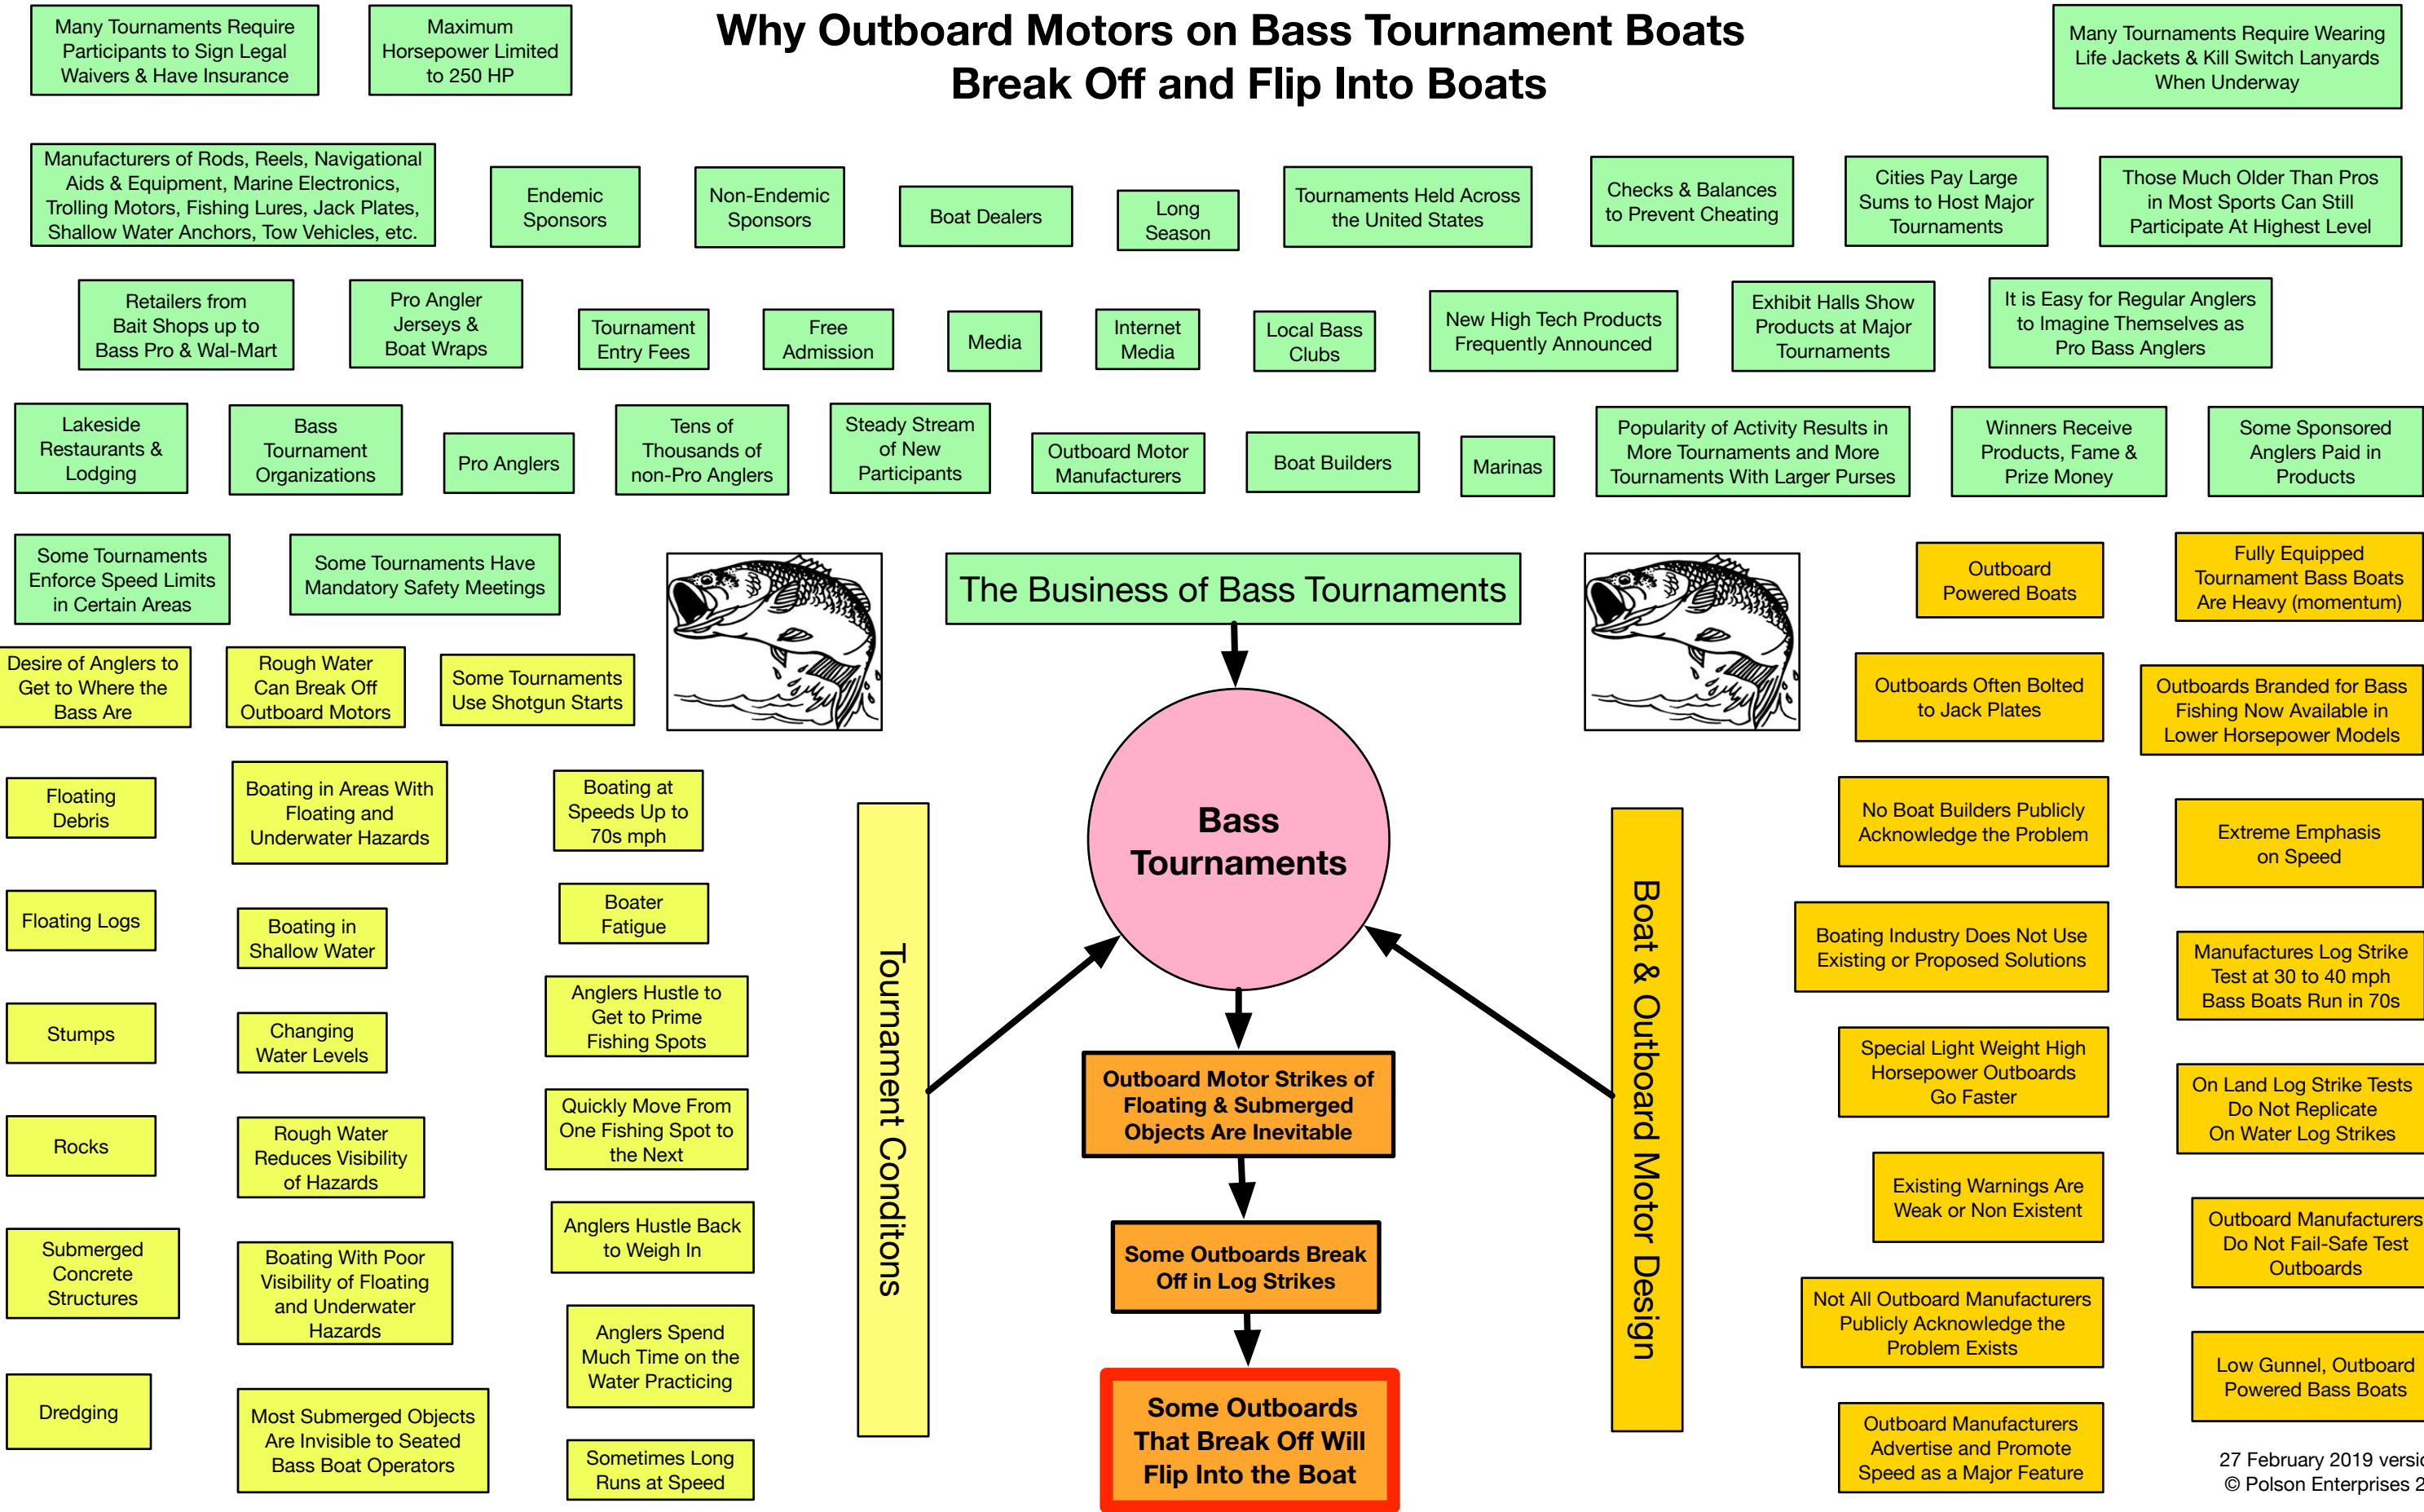 Why Outboard Motors on Bass Tournament Boats
Break Off and Flip Into Boats
Many Tournaments Require
Participants to Sign Legal
Waivers & Have Insurance
Maximum
Horsepower Limited
to 250 HP
Many Tournaments Require Wearing
Life Jackets & Kill Switch Lanyards
When Underway
Manufacturers of Rods, Reels, Navigational
Aids & Equipment, Marine Electronics,
Trolling Motors, Fishing Lures, Jack Plates,
Shallow Water Anchors, Tow Vehicles, etc.
Endemic
Sponsors
Non-Endemic
Sponsors
Boat Dealers
Long
Season
Tournaments Held Across
the United States
Checks & Balances
to Prevent Cheating
Cities Pay Large
Sums to Host Major
Tournaments
Those Much Older Than Pros
in Most Sports Can Still
Participate At Highest Level
Retailers from
Bait Shops up to
Bass Pro & Wal-Mart
Pro Angler
Jerseys &
Boat Wraps
Tournament
Entry Fees
Free
Admission
Media
Internet
Media
Local Bass
Clubs
New High Tech Products
Frequently Announced
Exhibit Halls Show
Products at Major
Tournaments
It is Easy for Regular Anglers
to Imagine Themselves as
Pro Bass Anglers
Lakeside
Restaurants &
Lodging
Bass
Tournament
Organizations
Pro Anglers
Tens of
Thousands of
non-Pro Anglers
Steady Stream
of New
Participants
Outboard Motor
Manufacturers
Boat Builders
Marinas
Popularity of Activity Results in
More Tournaments and More
Tournaments With Larger Purses
Winners Receive
Products, Fame &
Prize Money
Some Sponsored
Anglers Paid in
Products
Some Tournaments
Enforce Speed Limits
in Certain Areas
Some Tournaments Have
Mandatory Safety Meetings
The Business of Bass Tournaments
Desire of Anglers to
Get to Where the
Bass Are
Rough Water
Can Break Off
Outboard Motors
Some Tournaments
Use Shotgun Starts
Floating
Debris
Boating in Areas With
Floating and
Underwater Hazards
Boating at
Speeds Up to
70s mph
Floating Logs
Boating in
Shallow Water
Boater
Fatigue
Stumps
Changing
Water Levels
Anglers Hustle to
Get to Prime
Fishing Spots
Rocks
Rough Water
Reduces Visibility
of Hazards
Quickly Move From
One Fishing Spot to
the Next
Submerged
Concrete
Structures
Boating With Poor
Visibility of Floating
and Underwater
Hazards
Anglers Hustle Back
to Weigh In
Anglers Spend
Much Time on the
Water Practicing
Dredging
Most Submerged Objects
Are Invisible to Seated
Bass Boat Operators
Sometimes Long
Runs at Speed
Tournament Conditons
Bass
Tournaments
Outboard Motor Strikes of
Floating & Submerged
Objects Are Inevitable
Some Outboards Break
Off in Log Strikes
Some Outboards
That Break Off Will
Flip Into the Boat
Boat & Outboard Motor Design
Outboard
Powered Boats
Fully Equipped
Tournament Bass Boats
Are Heavy (momentum)
Outboards Often Bolted
to Jack Plates
Outboards Branded for Bass
Fishing Now Available in
Lower Horsepower Models
No Boat Builders Publicly
Acknowledge the Problem
Extreme Emphasis
on Speed
Boating Industry Does Not Use
Existing or Proposed Solutions
Manufactures Log Strike
Test at 30 to 40 mph
Bass Boats Run in 70s
Special Light Weight High
Horsepower Outboards
Go Faster
On Land Log Strike Tests
Do Not Replicate
On Water Log Strikes
Existing Warnings Are
Weak or Non Existent
Outboard Manufacturers
Do Not Fail-Safe Test
Outboards
Not All Outboard Manufacturers
Publicly Acknowledge the
Problem Exists
Low Gunnel, Outboard
Powered Bass Boats
Outboard Manufacturers
Advertise and Promote
Speed as a Major Feature
27 February 2019
© Polson Enterprises